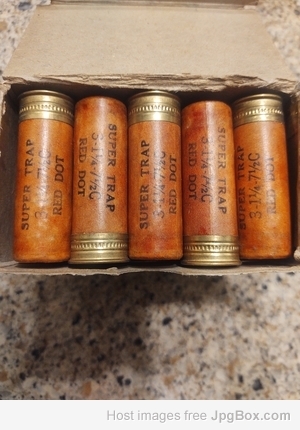 SUPER TRAP
3-1¼-7½C
RED DOT
SUPER TRAP
3-1¼-7½C
RED DOT
SUPER TRAP
3-1¼-7½C
RED DOT
SUPER TRAP
3-1¼-7½C
RED DOT
SUPER TRAP
3-1¼-7½C
Host images free JpgBox.com